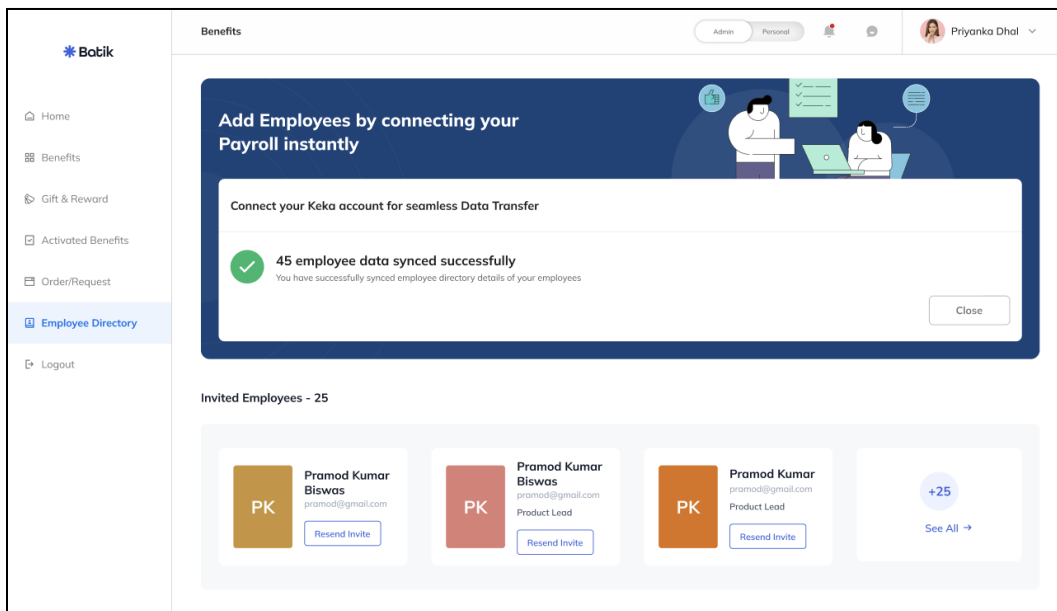 Batik
Home
Benefits
Gift & Reward
Activated Benefits
Order/Request
Employee Directory
Logout
Benefits
Admin
Personal
Priyanka Dhal
Add Employees by connecting your
Payroll instantly
Connect your Keka account for seamless Data Transfer
45 employee data synced successfully
You have successfully synced employee directory details of your employees
Close
Invited Employees - 25
PK
Pramod Kumar
Biswas
pramod@gmail.com
Resend Invite
PK
Pramod Kumar
Biswas
pramod@gmail.com
Product Lead
Resend Invite
PK
Pramod Kumar
pramod@gmail.com
Product Lead
Resend Invite
+25
See All →